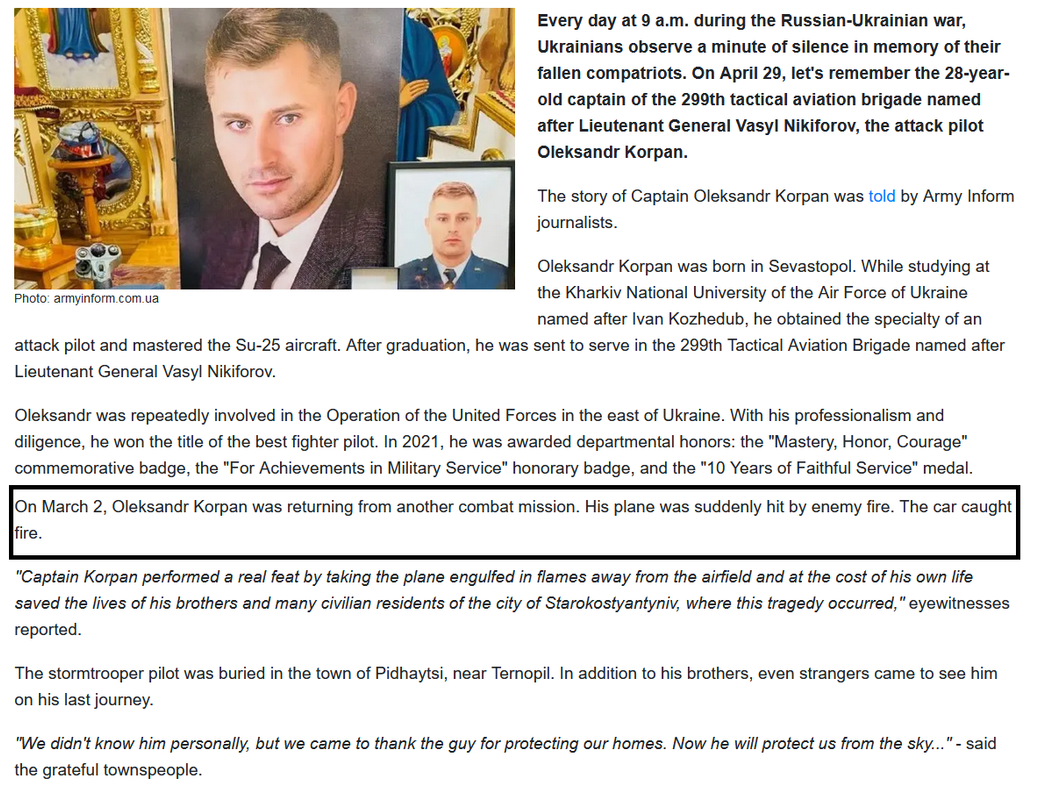 Every day at 9 a.m. during the Russian-Ukrainian war,
Ukrainians observe a minute of silence in memory of their
fallen compatriots. On April 29, let's remember the 28-year-
old captain of the 299th tactical aviation brigade named
after Lieutenant General Vasyl Nikiforov, the attack pilot
Oleksandr Korpan.
The story of Captain Oleksandr Korpan was told by Army Inform
journalists.
Photo: armyinform.com.ua
Oleksandr Korpan was born in Sevastopol. While studying at
the Kharkiv National University of the Air Force of Ukraine
named after Ivan Kozhedub, he obtained the specialty of an
attack pilot and mastered the Su-25 aircraft. After graduation, he was sent to serve in the 299th Tactical Aviation Brigade named after
Lieutenant General Vasyl Nikiforov.
Oleksandr was repeatedly involved in the Operation of the United Forces in the east of Ukraine. With his professionalism and
diligence, he won the title of the best fighter pilot. In 2021, he was awarded departmental honors: the "Mastery, Honor, Courage"
commemorative badge, the "For Achievements in Military Service" honorary badge, and the "10 Years of Faithful Service" medal.
On March 2, Oleksandr Korpan was returning from another combat mission. His plane was suddenly hit by enemy fire. The car caught
fire.
"Captain Korpan performed a real feat by taking the plane engulfed in flames away from the airfield and at the cost of his own life
saved the lives of his brothers and many civilian residents of the city of Starokostyantyniv, where this tragedy occurred," eyewitnesses
reported.
The stormtrooper pilot was buried in the town of Pidhaytsi, near Ternopil. In addition to his brothers, even strangers came to see him
on his last journey.
"We didn't know him personally, but we came to thank the guy for protecting our homes. Now he will protect us from the sky..." - said
the grateful townspeople.